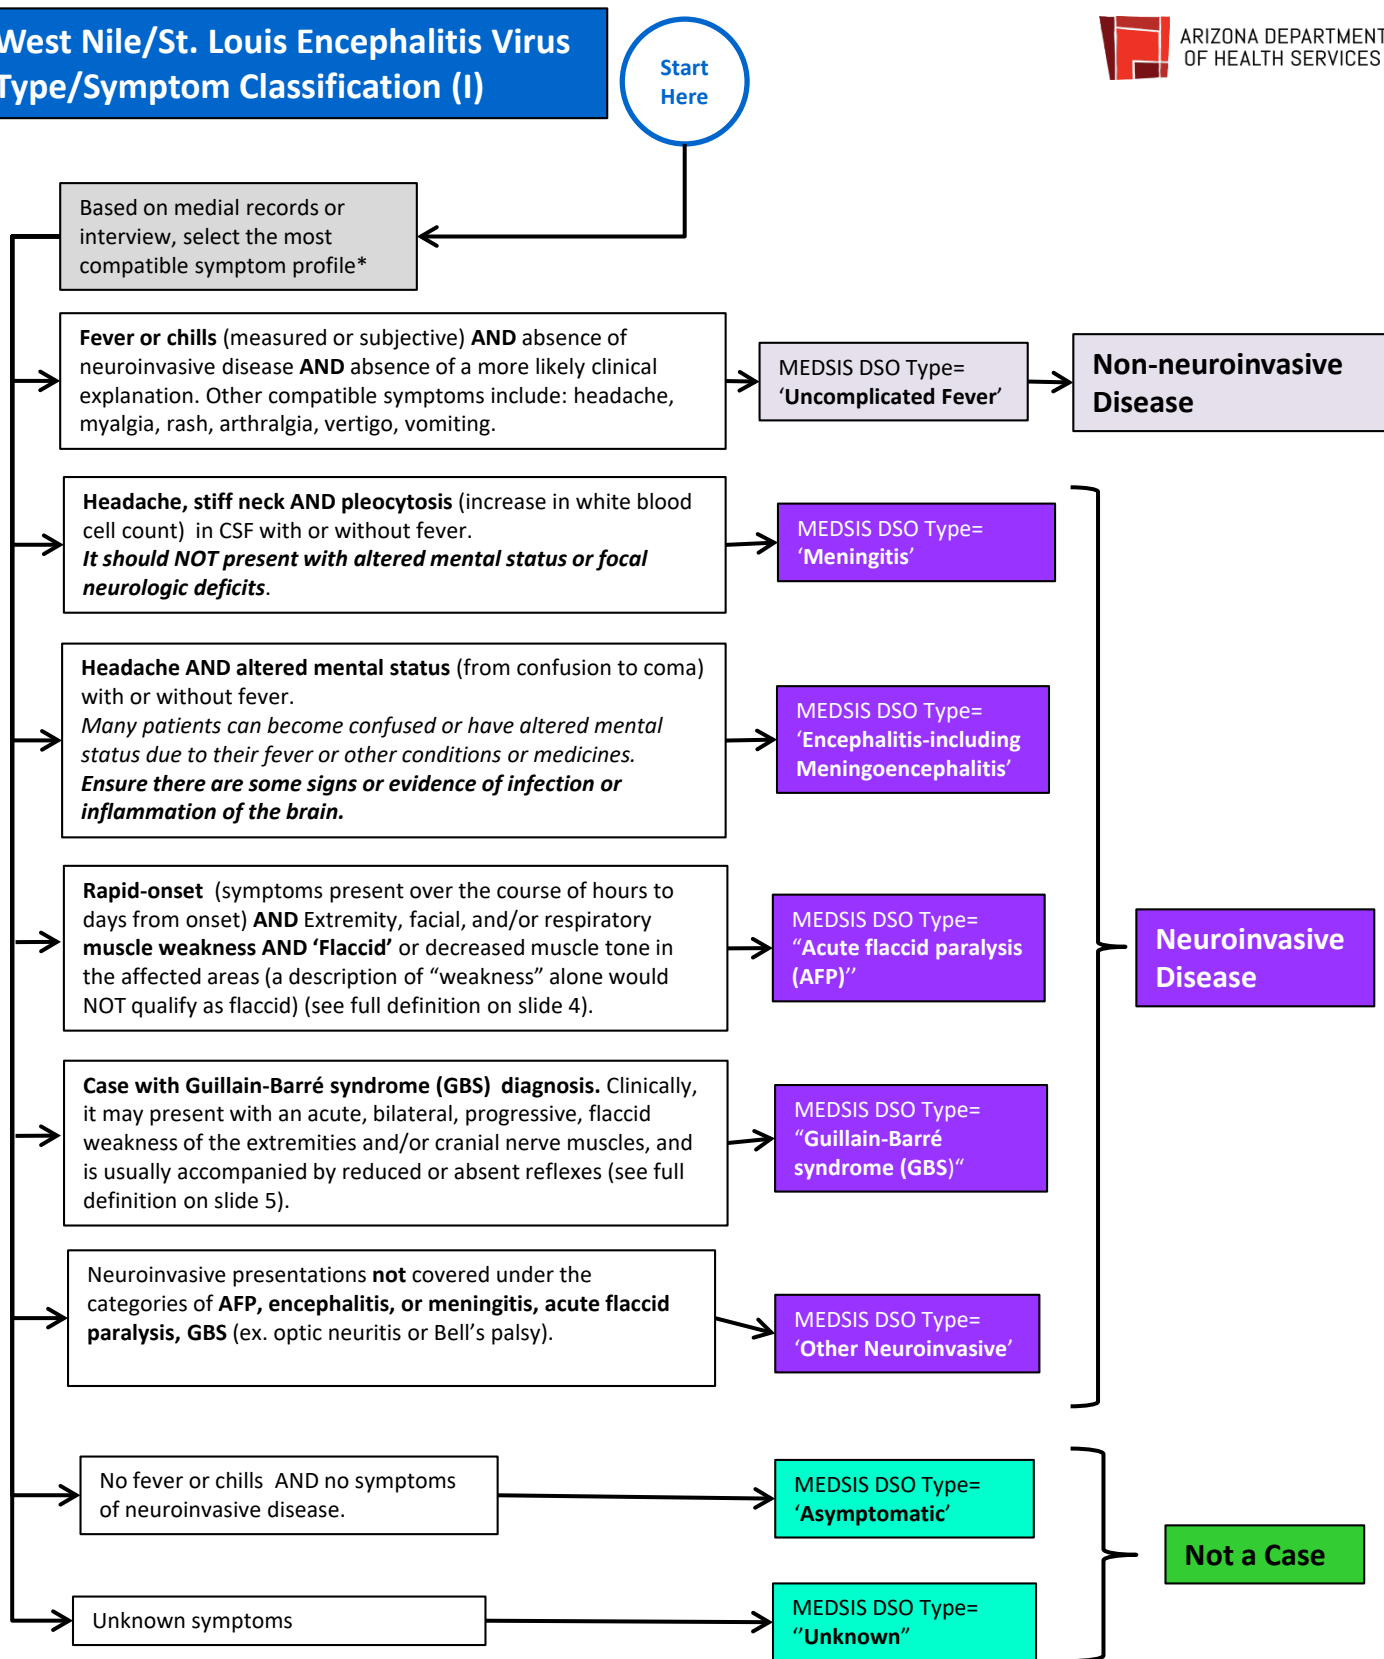 West Nile/St. Louis Encephalitis Virus
Type/Symptom Classification (I)
Start
Here
ARIZONA DEPARTMENT
OF HEALTH SERVICES
Based on medial records or
interview, select the most
compatible symptom profile*
Fever or chills (measured or subjective) AND absence of
neuroinvasive disease AND absence of a more likely clinical
explanation. Other compatible symptoms include: headache,
myalgia, rash, arthralgia, vertigo, vomiting.
MEDSIS DSO Type=
‘Uncomplicated Fever’
Non-neuroinvasive
Disease
Headache, stiff neck AND pleocytosis (increase in white blood
cell count)  in CSF with or without fever.
It should NOT present with altered mental status or focal
neurologic deficits.
MEDSIS DSO Type=
‘Meningitis’
Headache AND altered mental status (from confusion to coma)
with or without fever.
Many patients can become confused or have altered mental
status due to their fever or other conditions or medicines.
Ensure there are some signs or evidence of infection or
inflammation of the brain.
MEDSIS DSO Type=
‘Encephalitis-including
Meningoencephalitis’
Rapid-onset  (symptoms present over the course of hours to
days from onset) AND Extremity, facial, and/or respiratory
muscle weakness AND ‘Flaccid’ or decreased muscle tone in
the affected areas (a description of “weakness” alone would
NOT qualify as flaccid) (see full definition on slide 4).
MEDSIS DSO Type=
“Acute flaccid paralysis
(AFP)’’
Neuroinvasive
Disease
Case with Guillain-Barré syndrome (GBS)  diagnosis. Clinically,
it may present with an acute, bilateral, progressive, flaccid
weakness of the extremities and/or cranial nerve muscles, and
is usually accompanied by reduced or absent reflexes (see full
definition on slide 5).
MEDSIS DSO Type=
“Guillain-Barré
syndrome (GBS)“
Neuroinvasive presentations not covered under the
categories of AFP, encephalitis, or meningitis, acute flaccid
paralysis, GBS (ex. optic neuritis or Bell’s palsy).
MEDSIS DSO Type=
‘Other Neuroinvasive’
No fever or chills  AND no symptoms
of neuroinvasive disease.
MEDSIS DSO Type=
‘Asymptomatic’
Not a Case
Unknown symptoms
MEDSIS DSO Type=
‘’Unknown”